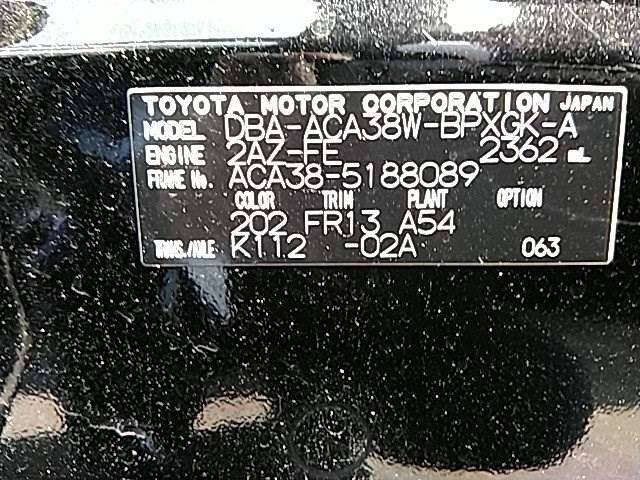 TOYOTA MOTOR CORPORATION JAPAN
MODEL DBA-ACA38W-BPXGK-A
ENGINE 2AZ-FE 2362 mL
FRAME No. ACA38-5188089
COLOR TRIM PLANT OPTION
202 FR13 A54
TRANS./AXLE K112 -02A 063